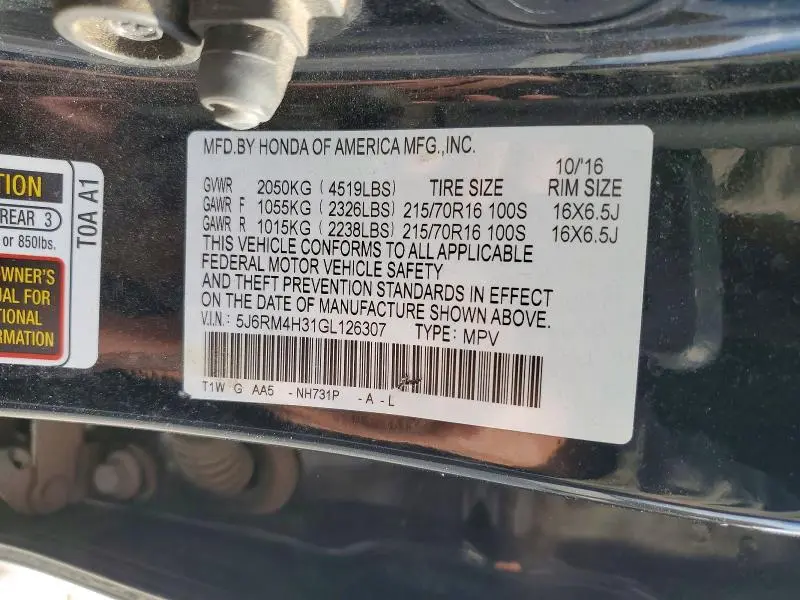 TION
REAR 3
or 850lbs.
OWNER'S
UAL FOR
TIONAL
RMATION
T0A A1
MFD.BY HONDA OF AMERICA MFG.,INC.
10/'16
GVWR 2050KG (4519LBS) TIRE SIZE RIM SIZE
GAWR F 1055KG (2326LBS) 215/70R16 100S 16X6.5J
GAWR R 1015KG (2238LBS) 215/70R16 100S 16X6.5J
THIS VEHICLE CONFORMS TO ALL APPLICABLE
FEDERAL MOTOR VEHICLE SAFETY
AND THEFT PREVENTION STANDARDS IN EFFECT
ON THE DATE OF MANUFACTURE SHOWN ABOVE.
V.I.N.: 5J6RM4H31GL126307 TYPE: MPV
T1W G AA5 -NH731P -A-L